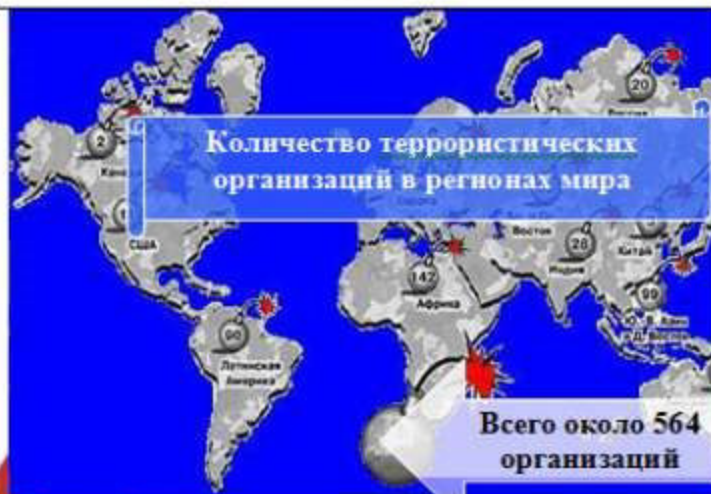 20
2
Количество террористических
организаций в регионах мира
США
Восток
28
Китай
Индия
142
99
Африка
90
Латинская
Америка
Всего около 564
организаций